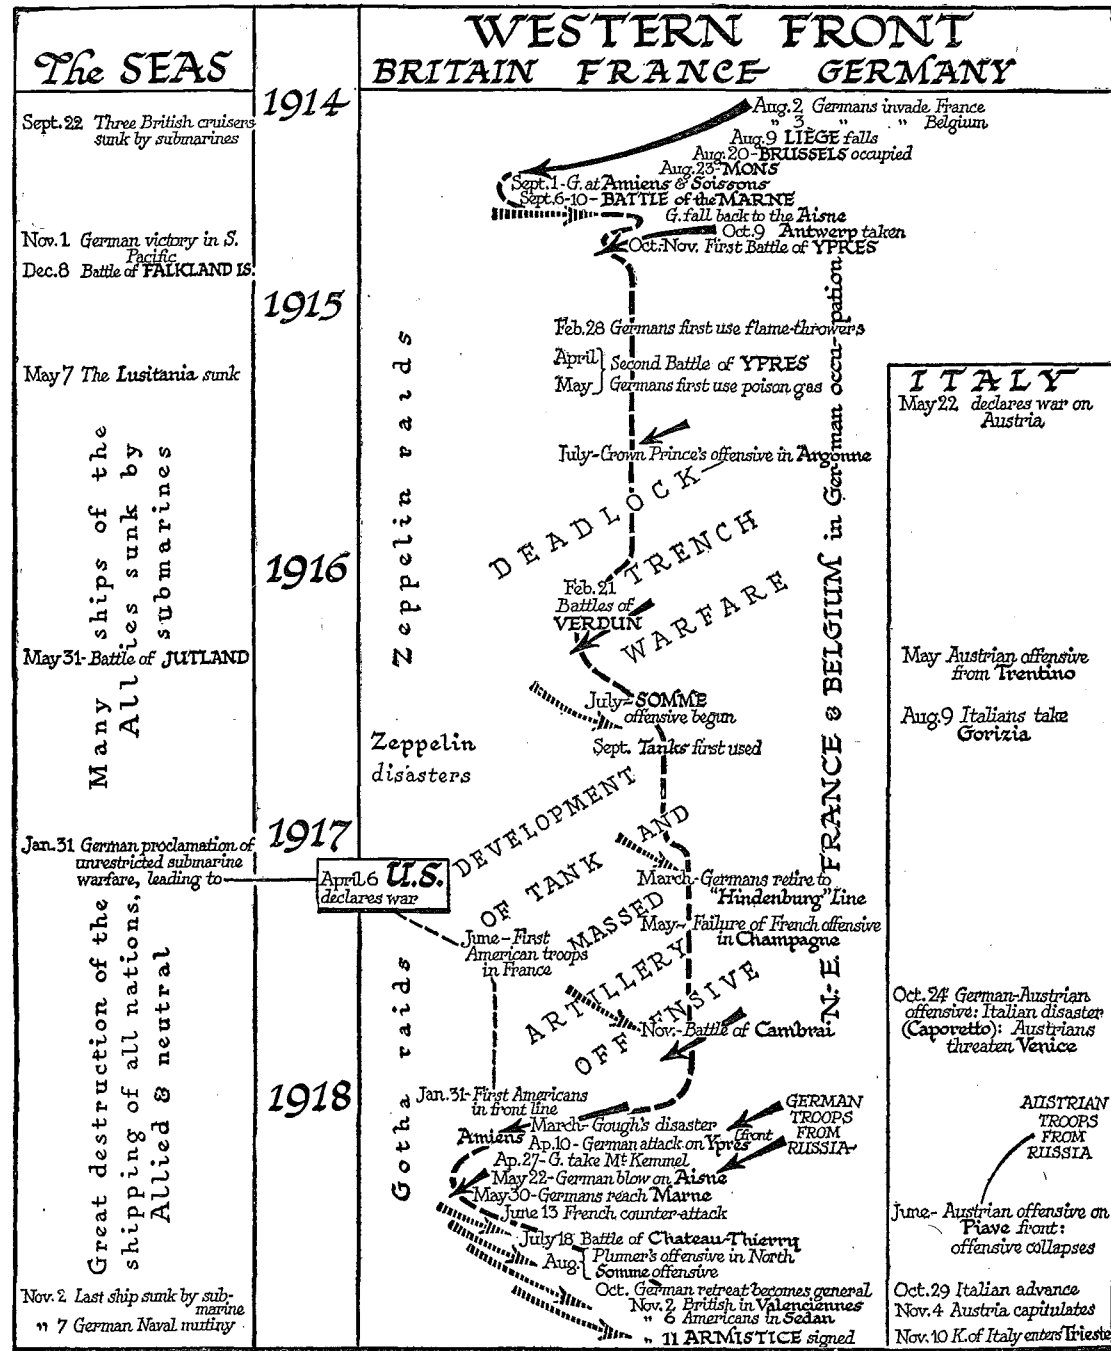 The SEAS
Sept. 22 Three British cruisers
sunk by submarines
Nov. 1 German victory in S.
Pacific
Dec. 8 Battle of FALKLAND IS.
May 7 The Lusitania sunk
Many ships of the
Allies sunk by
submarines
May 31- Battle of JUTLAND
Jan. 31 German proclamation of
unrestricted submarine
warfare, leading to
Great destruction of the
shipping of all nations,
Allied & neutral
Nov. 2 Last ship sunk by sub-
marine
" 7 German Naval mutiny
1914
1915
1916
1917
1918
WESTERN FRONT
BRITAIN FRANCE GERMANY
Aug. 2 Germans invade France
" 3 " " Belgium
Aug. 9 LIÈGE falls
Aug. 20-BRUSSELS occupied
Aug. 23-MONS
Sept. 1-G. at Amiens & Soissons
Sept. 6-10-BATTLE of the MARNE
G. fall back to the Aisne
Oct. 9 Antwerp taken
Oct.-Nov. First Battle of YPRES
Feb. 28 Germans first use flame-throwers
April } Second Battle of YPRES
May } Germans first use poison gas
July-Crown Prince's offensive in Argonne
Zeppelin raids
DEADLOCK-
TRENCH
WARFARE
Feb. 21
Battles of
VERDUN
July-SOMME
offensive begun
Sept. Tanks first used
Zeppelin
disasters
N.-E. FRANCE & BELGIUM in German occu-pation
DEVELOPMENT
OF TANK AND
MASSED
ARTILLERY
OFFENSIVE
April 6 U.S.
declares war
March-Germans retire to
"Hindenburg" Line
May- Failure of French offensive
in Champagne
June-First
American troops
in France
Nov.-Battle of Cambrai
Gotha raids
Jan. 31-First Americans
in front line
March-Gough's disaster
Amiens
Ap. 10-German attack on Ypres front
Ap. 27-G. take Mt Kemmel
May 22-German blow on Aisne
May 30-Germans reach Marne
June 13 French counter-attack
GERMAN
TROOPS
FROM
RUSSIA
July 18 Battle of Chateau-Thierry
Aug. { Plumer's offensive in North
Somme offensive
Oct. German retreat becomes general
Nov. 2 British in Valenciennes
" 6 Americans in Sedan
" 11 ARMISTICE signed
ITALY
May 22 declares war on
Austria
May Austrian offensive
from Trentino
Aug. 9 Italians take
Gorizia
Oct. 24 German-Austrian
offensive: Italian disaster
(Caporetto): Austrians
threaten Venice
AUSTRIAN
TROOPS
FROM
RUSSIA
June- Austrian offensive on
Piave front:
offensive collapses
Oct. 29 Italian advance
Nov. 4 Austria capitulates
Nov. 10 K. of Italy enters Trieste